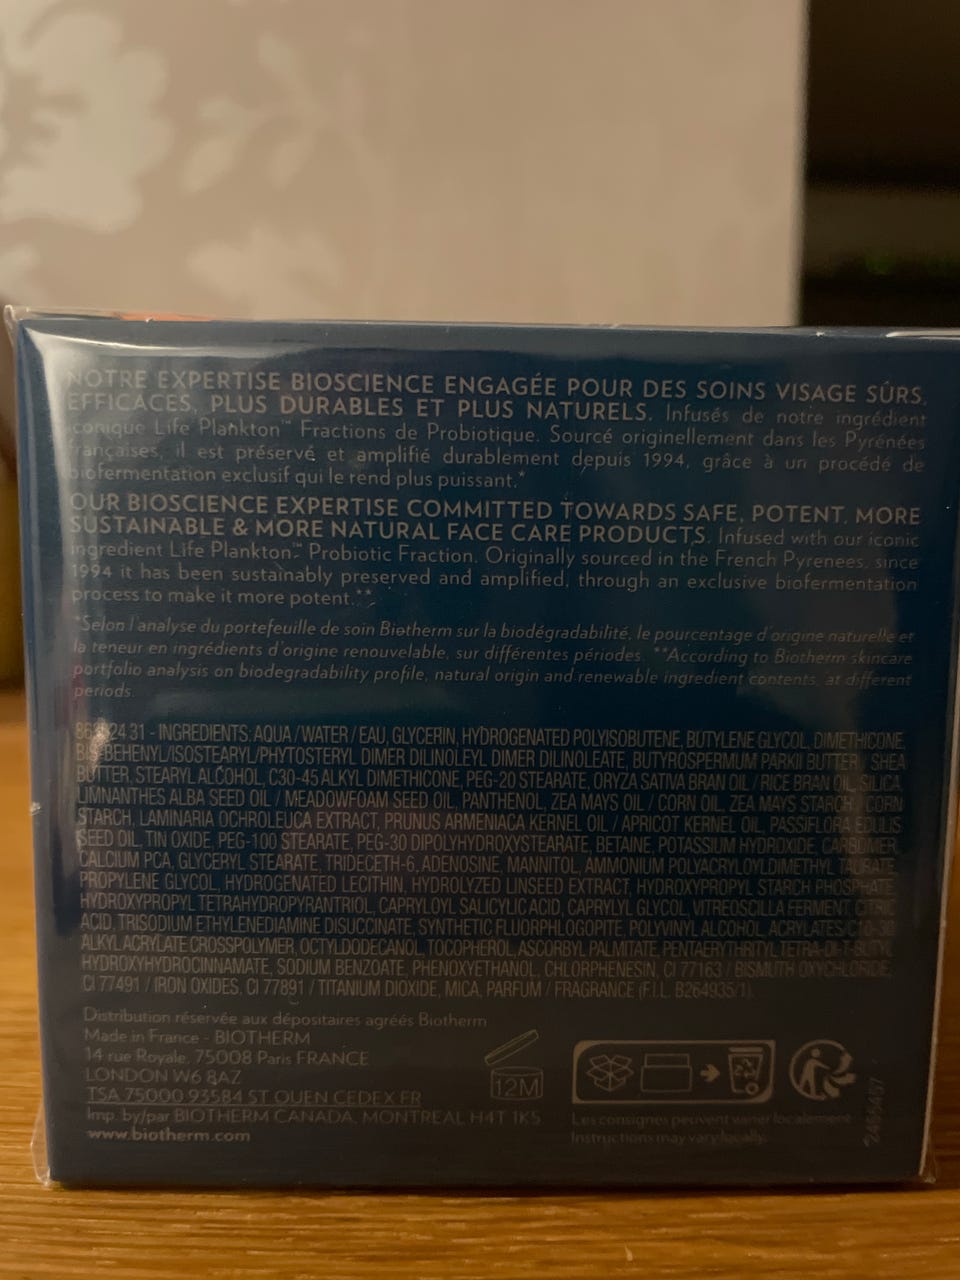 NOTRE EXPERTISE BIOSCIENCE ENGAGÉE POUR DES SOINS VISAGE SÛRS,
EFFICACES, PLUS DURABLES ET PLUS NATURELS. Infusés de notre ingrédient
iconique Life Plankton™ Fractions de Probiotique. Sourcé originellement dans les Pyrénées
françaises, il est préservé et amplifié durablement depuis 1994, grâce à un procédé de
biofermentation exclusif qui le rend plus puissant.*
OUR BIOSCIENCE EXPERTISE COMMITTED TOWARDS SAFE, POTENT, MORE
SUSTAINABLE & MORE NATURAL FACE CARE PRODUCTS. Infused with our iconic
ingredient Life Plankton™ Probiotic Fraction. Originally sourced in the French Pyrenees, since
1994 it has been sustainably preserved and amplified, through an exclusive biofermentation
process to make it more potent.**
*Selon l'analyse du portefeuille de soin Biotherm sur la biodégradabilité, le pourcentage d'origine naturelle et
la teneur en ingrédients d'origine renouvelable, sur différentes périodes. **According to Biotherm skincare
portfolio analysis on biodegradability profile, natural origin and renewable ingredient contents, at different
periods.
24 31 - INGREDIENTS: AQUA / WATER / EAU, GLYCERIN, HYDROGENATED POLYISOBUTENE, BUTYLENE GLYCOL, DIMETHICONE,
BIS-BEHENYL/ISOSTEARYL/PHYTOSTERYL DIMER DILINOLEYL DIMER DILINOLEATE, BUTYROSPERMUM PARKII BUTTER / SHEA
BUTTER, STEARYL ALCOHOL, C30-45 ALKYL DIMETHICONE, PEG-20 STEARATE, ORYZA SATIVA BRAN OIL / RICE BRAN OIL, SILICA,
LIMNANTHES ALBA SEED OIL / MEADOWFOAM SEED OIL, PANTHENOL, ZEA MAYS OIL / CORN OIL, ZEA MAYS STARCH / CORN
STARCH, LAMINARIA OCHROLEUCA EXTRACT, PRUNUS ARMENIACA KERNEL OIL / APRICOT KERNEL OIL, PASSIFLORA EDULIS
SEED OIL, TIN OXIDE, PEG-100 STEARATE, PEG-30 DIPOLYHYDROXYSTEARATE, BETAINE, POTASSIUM HYDROXIDE, CARBOMER,
CALCIUM PCA, GLYCERYL STEARATE, TRIDECETH-6, ADENOSINE, MANNITOL, AMMONIUM POLYACRYLOYLDIMETHYL TAURATE,
PROPYLENE GLYCOL, HYDROGENATED LECITHIN, HYDROLYZED LINSEED EXTRACT, HYDROXYPROPYL STARCH PHOSPHATE,
HYDROXYPROPYL TETRAHYDROPYRANTRIOL, CAPRYLOYL SALICYLIC ACID, CAPRYLYL GLYCOL, VITREOSCILLA FERMENT, CITRIC
ACID, TRISODIUM ETHYLENEDIAMINE DISUCCINATE, SYNTHETIC FLUORPHLOGOPITE, POLYVINYL ALCOHOL, ACRYLATES/C10-30
ALKYL ACRYLATE CROSSPOLYMER, OCTYLDODECANOL, TOCOPHEROL, ASCORBYL PALMITATE, PENTAERYTHRITYL TETRA-DI-T-BUTYL
HYDROXYHYDROCINNAMATE, SODIUM BENZOATE, PHENOXYETHANOL, CHLORPHENESIN, CI 77163 / BISMUTH OXYCHLORIDE,
CI 77491 / IRON OXIDES, CI 77891 / TITANIUM DIOXIDE, MICA, PARFUM / FRAGRANCE (F.I.L. B264935/1).
Distribution réservée aux dépositaires agréés Biotherm
Made in France - BIOTHERM
14 rue Royale, 75008 Paris FRANCE
LONDON W6 8AZ
TSA 75000 93584 ST OUEN CEDEX FR
Imp. by/par BIOTHERM CANADA, MONTREAL H4T 1K5
www.biotherm.com
12M
Les consignes peuvent varier localement
Instructions may vary locally.